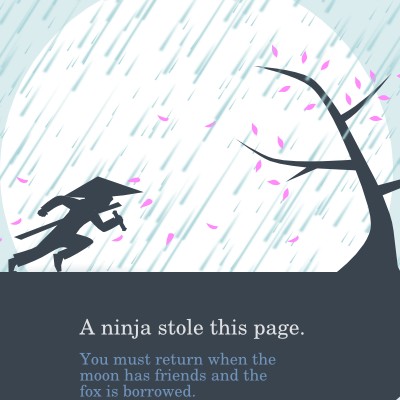 A ninja stole this page.
You must return when the
moon has friends and the
fox is borrowed.